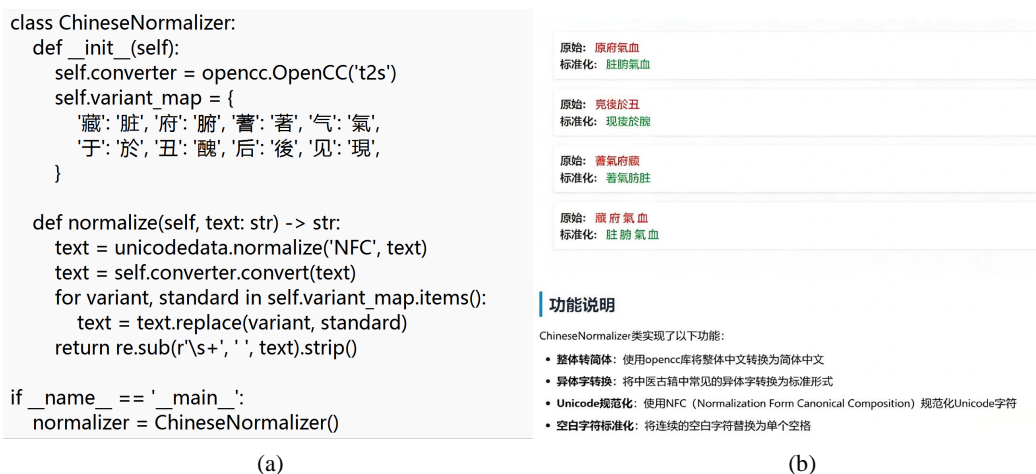 class ChineseNormalizer:
def __init__(self):
self.converter = opencc.OpenCC('t2s')
self.variant_map = {
'藏': '脏', '府': '腑', '蓍': '著', '气': '氣',
'于': '於', '丑': '醜', '后': '後', '见': '現',
}
def normalize(self, text: str) -> str:
text = unicodedata.normalize('NFC', text)
text = self.converter.convert(text)
for variant, standard in self.variant_map.items():
text = text.replace(variant, standard)
return re.sub(r'\s+', ' ', text).strip()
if __name__ == '__main__':
normalizer = ChineseNormalizer()
(a)
原始: 原府氣血
标准化: 脏腑氣血
原始: 後於丑
标准化: 现後於醜
原始: 氣府
标准化: 著氣肪脏
原始: 藏 府 氣 血
标准化: 脏 腑 氣 血
功能说明
ChineseNormalizer类实现了以下功能:
• 整体转简体: 使用opencc库将整体中文转换为简体中文
• 异体字转换: 将中医古籍中常见的异体字转换为标准形式
• Unicode规范化: 使用NFC(Normalization Form Canonical Composition)规范化Unicode字符
• 空白字符标准化: 将连续的空白字符替换为单个空格
(b)